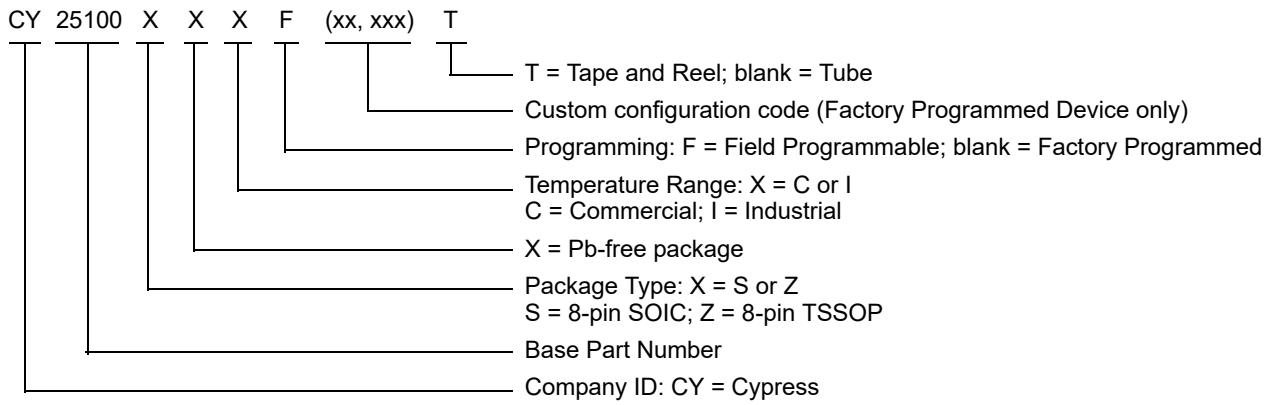 CY 25100 X X X F (xx, xxx) T
T = Tape and Reel; blank = Tube
Custom configuration code (Factory Programmed Device only)
Programming: F = Field Programmable; blank = Factory Programmed
Temperature Range: X = C or I
C = Commercial; I = Industrial
X = Pb-free package
Package Type: X = S or Z
S = 8-pin SOIC; Z = 8-pin TSSOP
Base Part Number
Company ID: CY = Cypress